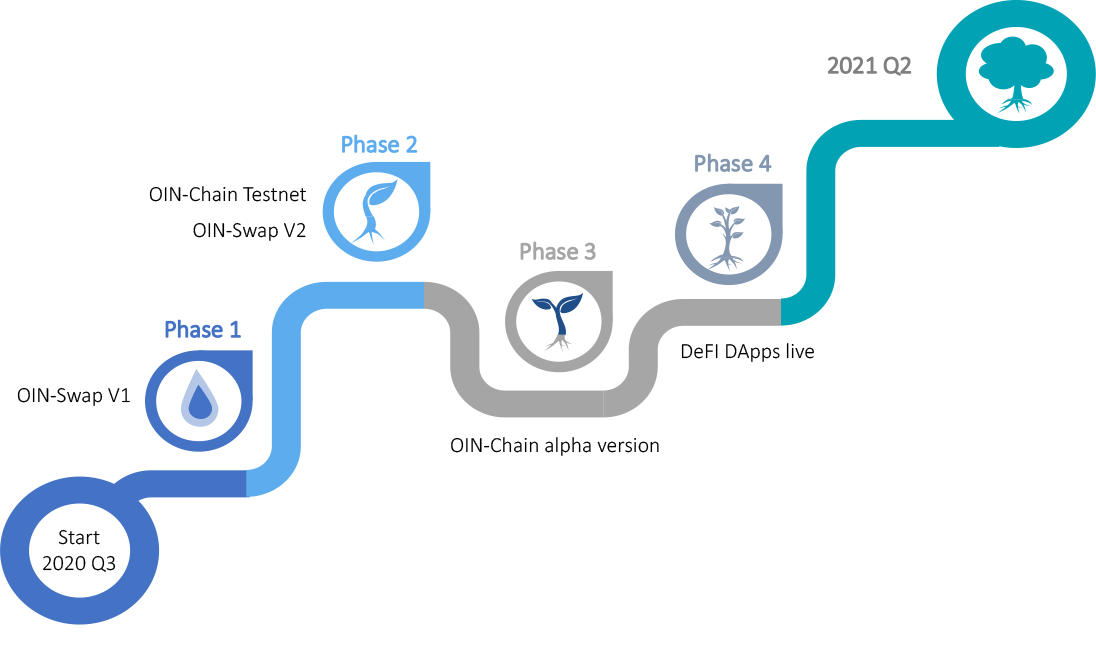 Start
2020 Q3
Phase 1
OIN-Swap V1
Phase 2
OIN-Chain Testnet
OIN-Swap V2
Phase 3
OIN-Chain alpha version
Phase 4
DeFI DApps live
2021 Q2